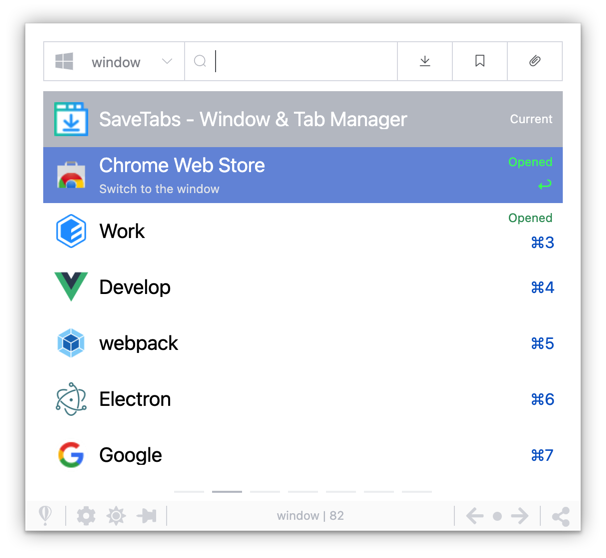 window
SaveTabs - Window & Tab Manager
Current
Chrome Web Store
Opened
Switch to the window
Work
Opened
⌘3
Develop
⌘4
webpack
⌘5
Electron
⌘6
Google
⌘7
window | 82